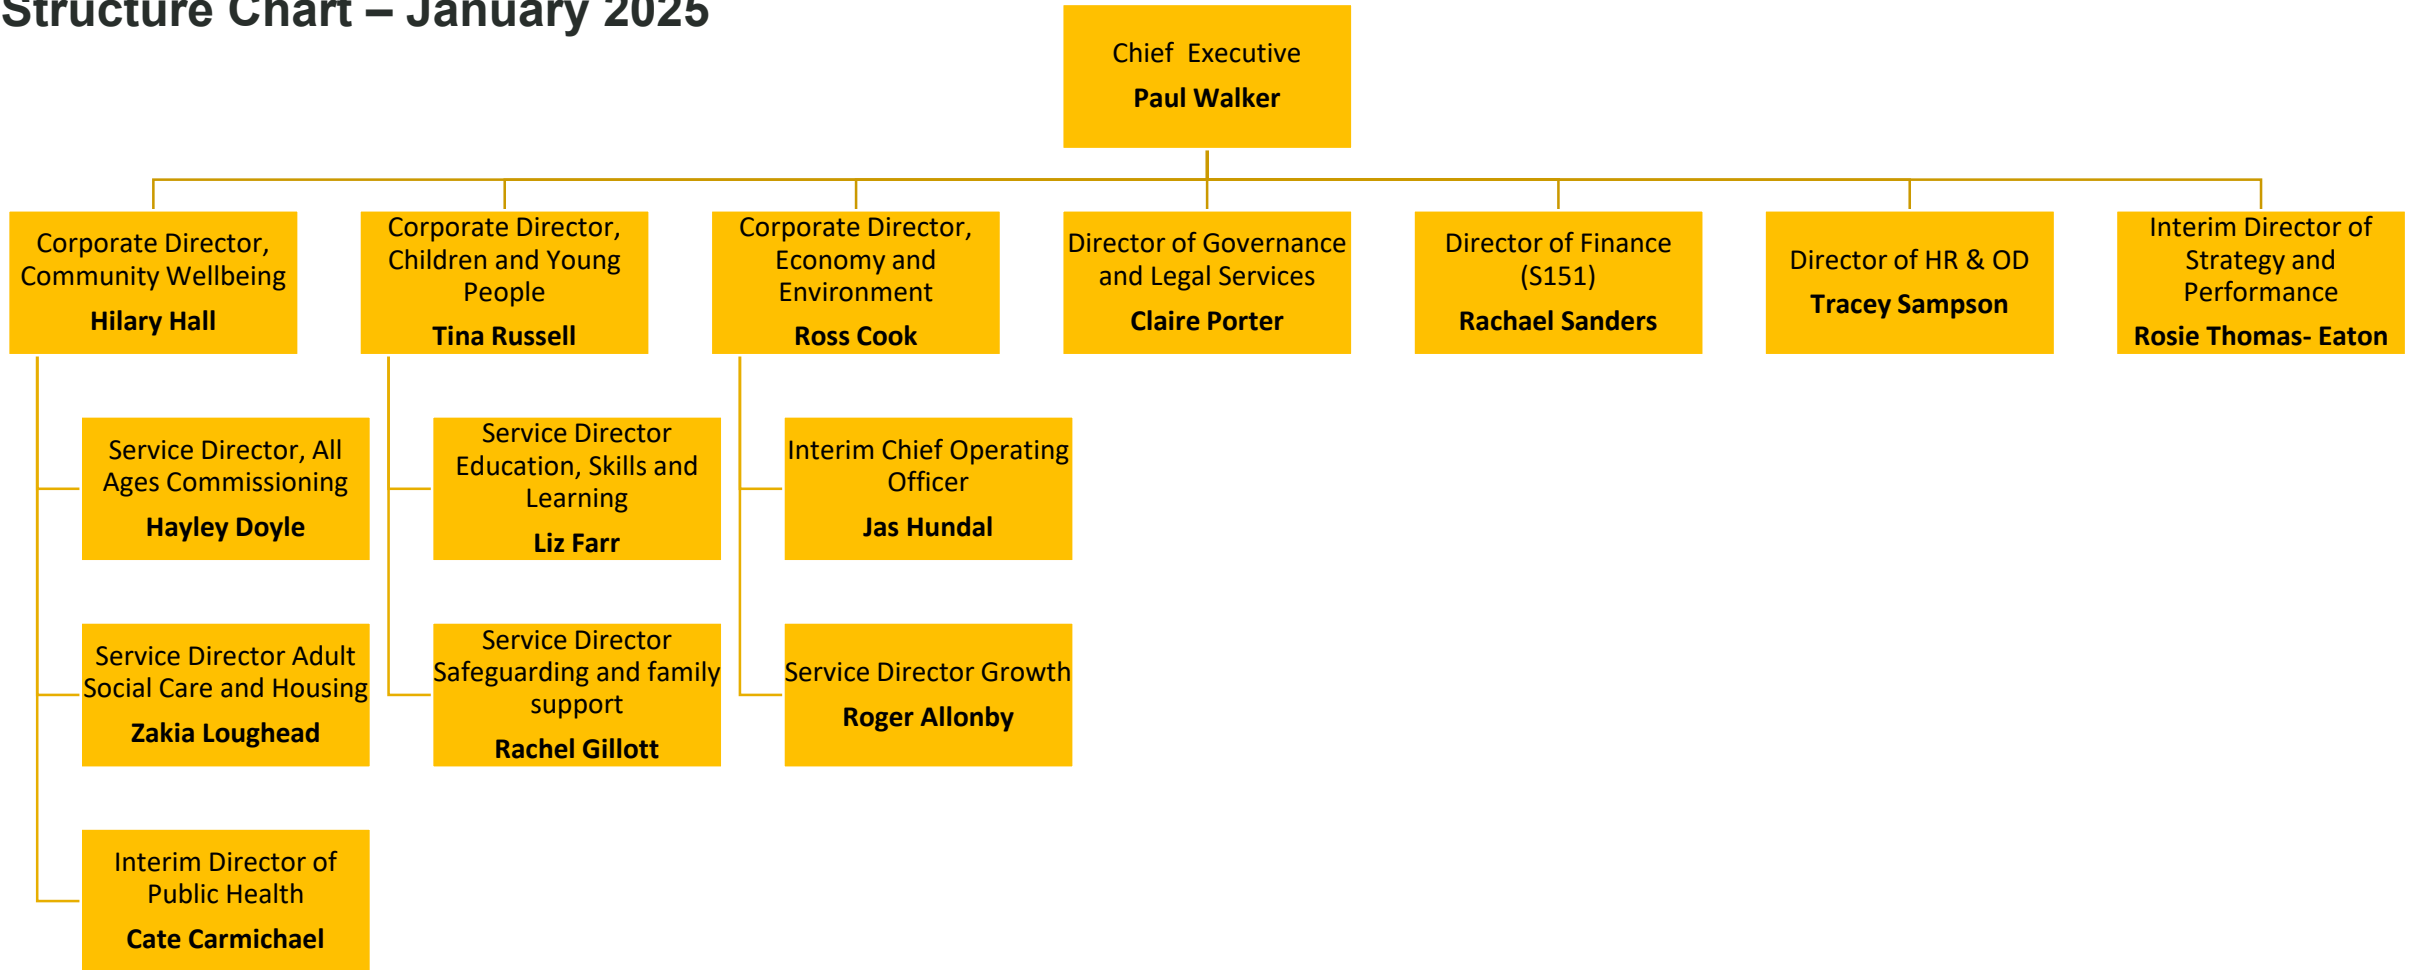 Structure Chart – January 2025
Chief Executive
Paul Walker
Corporate Director,
Community Wellbeing
Hilary Hall
Corporate Director,
Children and Young
People
Tina Russell
Corporate Director,
Economy and
Environment
Ross Cook
Director of Governance
and Legal Services
Claire Porter
Director of Finance
(S151)
Rachael Sanders
Director of HR & OD
Tracey Sampson
Interim Director of
Strategy and
Performance
Rosie Thomas- Eaton
Service Director, All
Ages Commissioning
Hayley Doyle
Service Director
Education, Skills and
Learning
Liz Farr
Interim Chief Operating
Officer
Jas Hundal
Service Director Adult
Social Care and Housing
Zakia Loughead
Service Director
Safeguarding and family
support
Rachel Gillott
Service Director Growth
Roger Allonby
Interim Director of
Public Health
Cate Carmichael